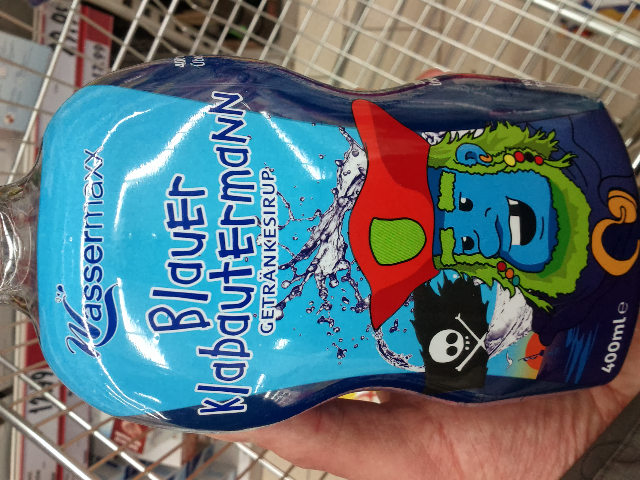 Wassermaxx
Blauer
Klabautermann
GETRÄNKESIRUP
400ml e